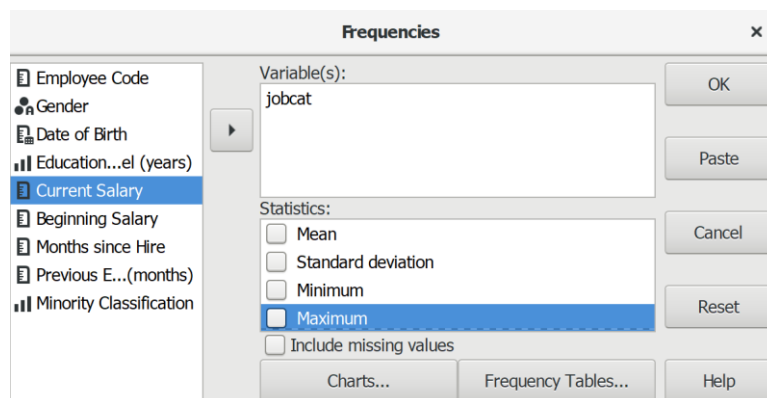 Frequencies
Employee Code
Gender
Date of Birth
Education...el (years)
Current Salary
Beginning Salary
Months since Hire
Previous E...(months)
Minority Classification
Variable(s):
jobcat
Statistics:
Mean
Standard deviation
Minimum
Maximum
Include missing values
Charts...
Frequency Tables...
OK
Paste
Cancel
Reset
Help